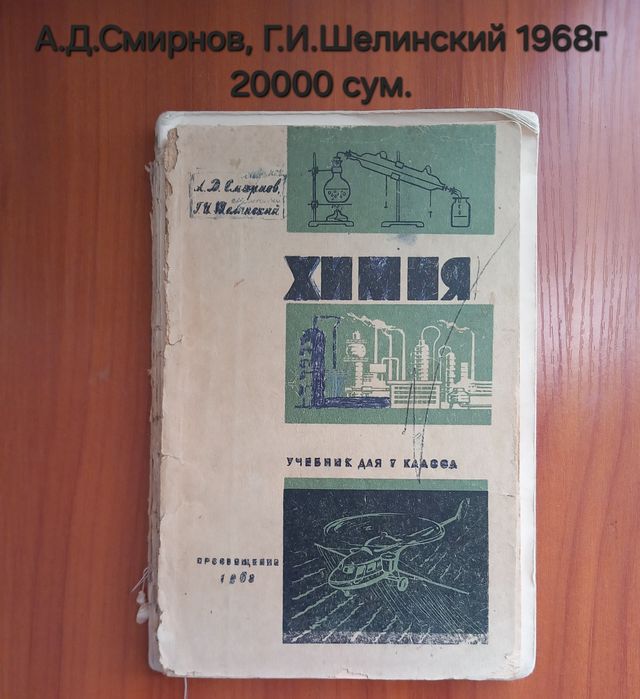 А.Д.Смирнов, Г.И.Шелинский 1968г
20000 сум.
А. Д. Смирнов,
Г. И. Шелинский
ХИМИЯ
УЧЕБНИК ДЛЯ 7 КЛАССА
ПРОСВЕЩЕНИЕ
1968